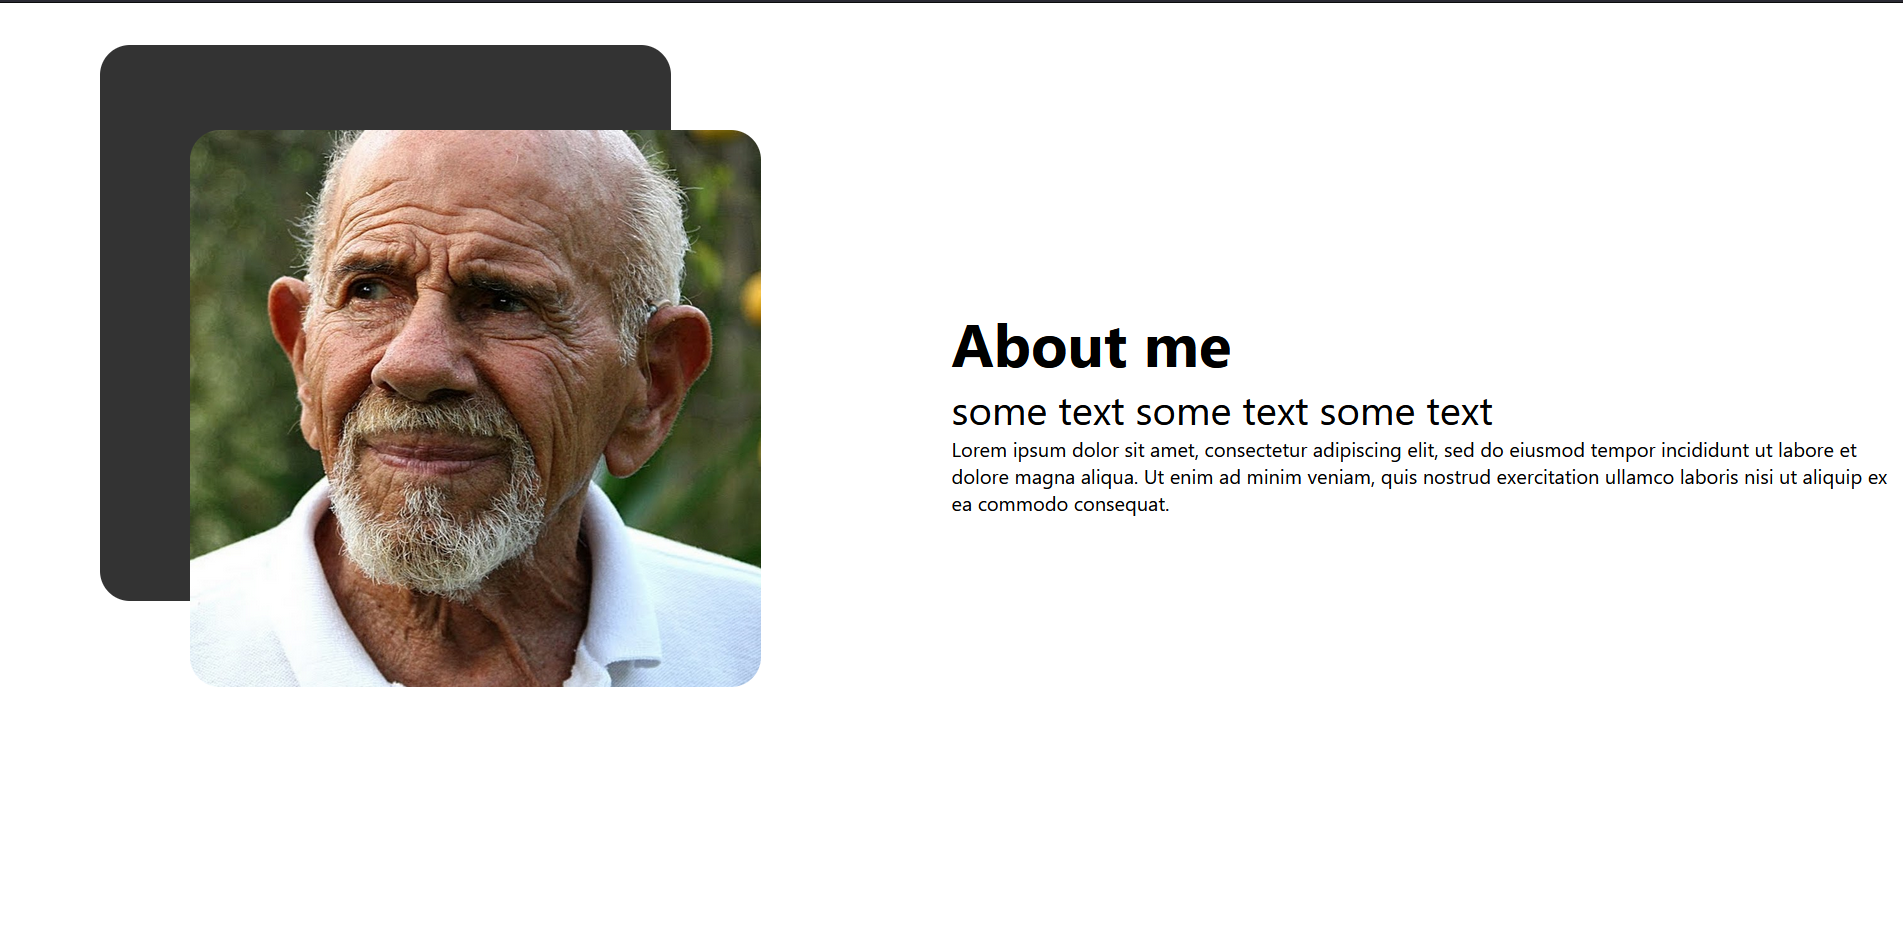 About me
some text some text some text
Lorem ipsum dolor sit amet, consectetur adipiscing elit, sed do eiusmod tempor incididunt ut labore et
dolore magna aliqua. Ut enim ad minim veniam, quis nostrud exercitation ullamco laboris nisi ut aliquip ex
ea commodo consequat.